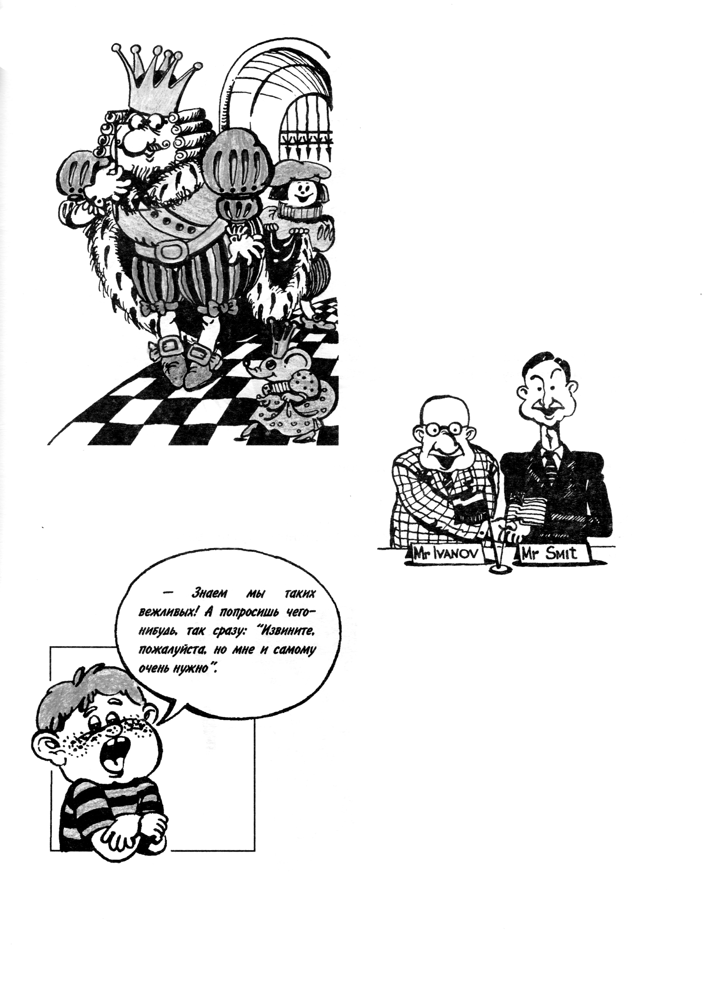 Mr IVANOV
Mr SMIT
— Знаем мы таких
вежливых! А попросишь чего-
нибудь, так сразу: “Извините,
пожалуйста, но мне и самому
очень нужно”.